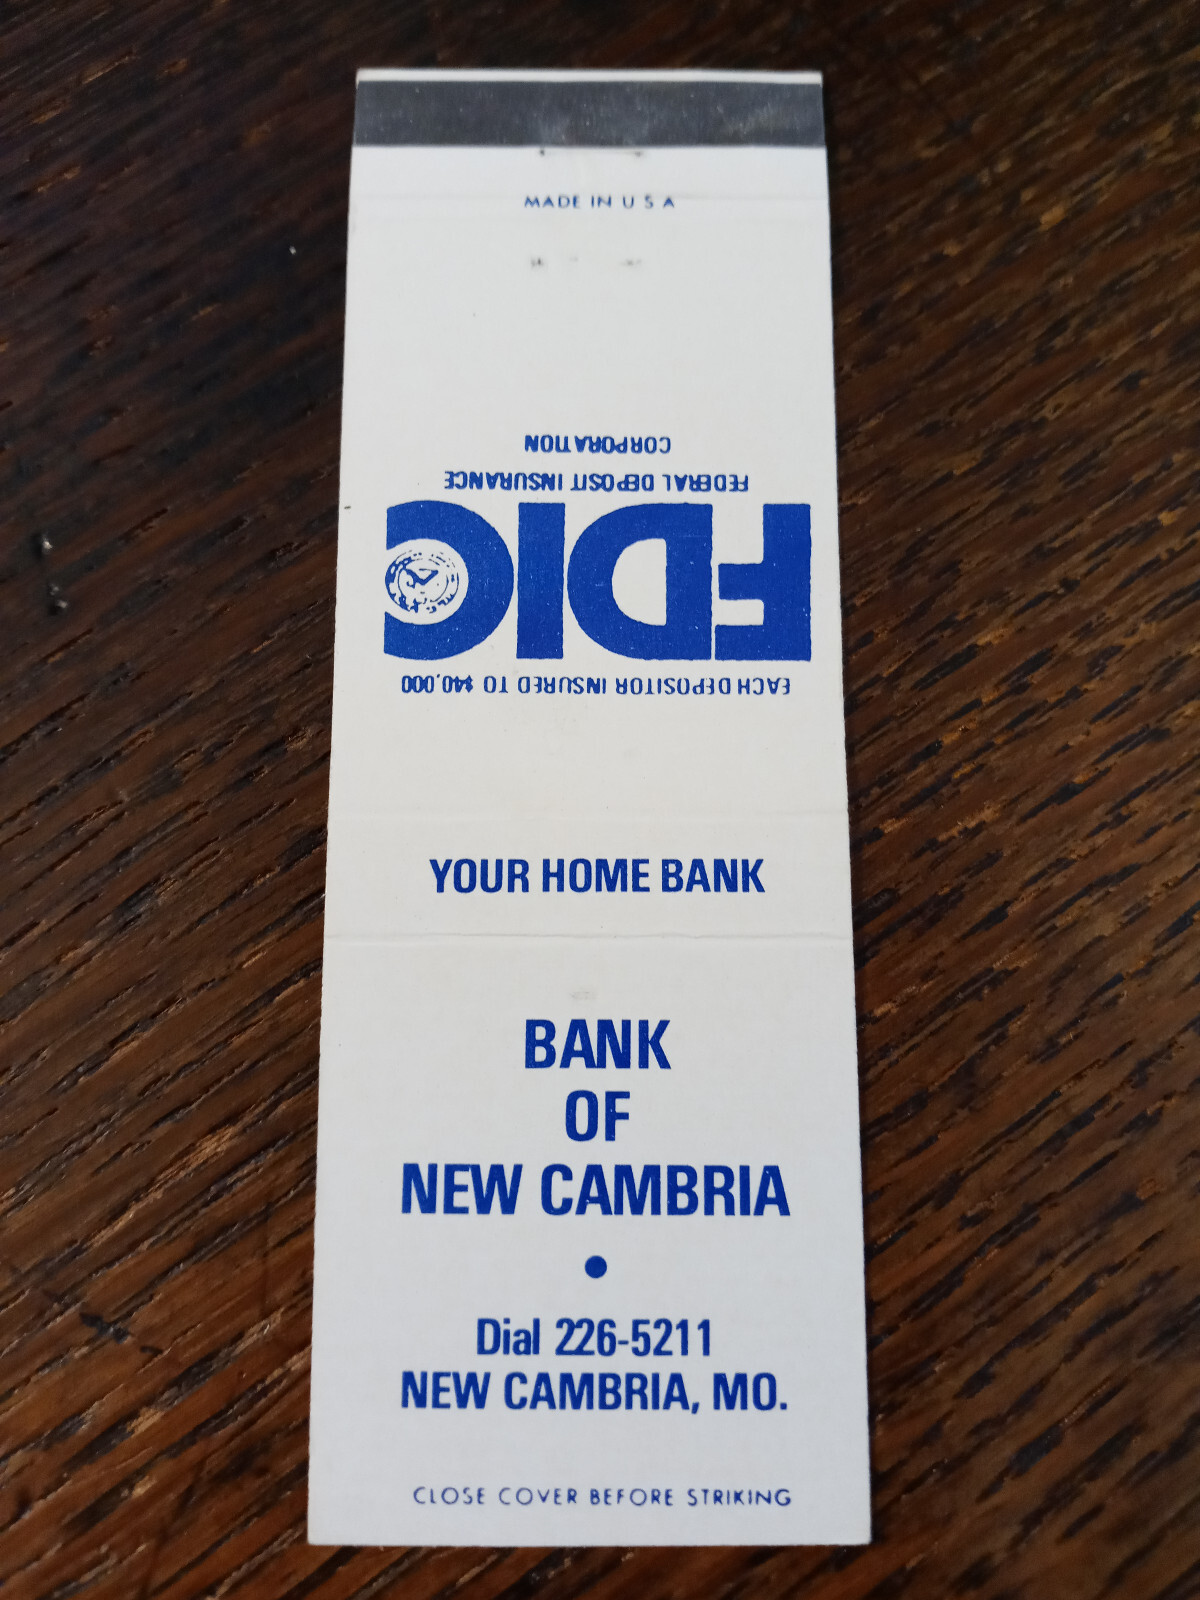 MADE IN U S A
EACH DEPOSITOR INSURED TO $40,000
FDIC
FEDERAL DEPOSIT INSURANCE
CORPORATION
YOUR HOME BANK
BANK
OF
NEW CAMBRIA
•
Dial 226-5211
NEW CAMBRIA, MO.
CLOSE COVER BEFORE STRIKING